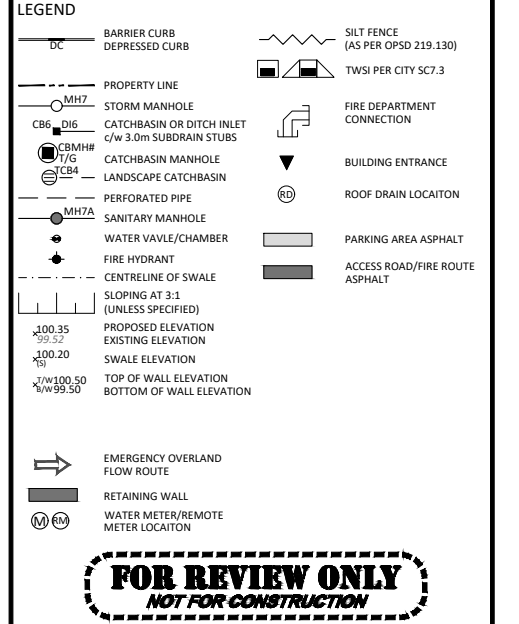 LEGEND
DC
BARRIER CURB
DEPRESSED CURB
PROPERTY LINE
MH7
STORM MANHOLE
CB6 DI6
CATCHBASIN OR DITCH INLET
c/w 3.0m SUBDRAIN STUBS
CBMH#
T/G
CATCHBASIN MANHOLE
TCB4
LANDSCAPE CATCHBASIN
PERFORATED PIPE
MH7A
SANITARY MANHOLE
WATER VAVLE/CHAMBER
FIRE HYDRANT
CENTRELINE OF SWALE
SLOPING AT 3:1
(UNLESS SPECIFIED)
x100.35
99.52
PROPOSED ELEVATION
EXISTING ELEVATION
x100.20
(S)
SWALE ELEVATION
xT/W100.50
B/W99.50
TOP OF WALL ELEVATION
BOTTOM OF WALL ELEVATION
EMERGENCY OVERLAND
FLOW ROUTE
RETAINING WALL
M RM
WATER METER/REMOTE
METER LOCAITON
SILT FENCE
(AS PER OPSD 219.130)
TWSI PER CITY SC7.3
FIRE DEPARTMENT
CONNECTION
BUILDING ENTRANCE
RD
ROOF DRAIN LOCAITON
PARKING AREA ASPHALT
ACCESS ROAD/FIRE ROUTE
ASPHALT
FOR REVIEW ONLY
NOT FOR CONSTRUCTION